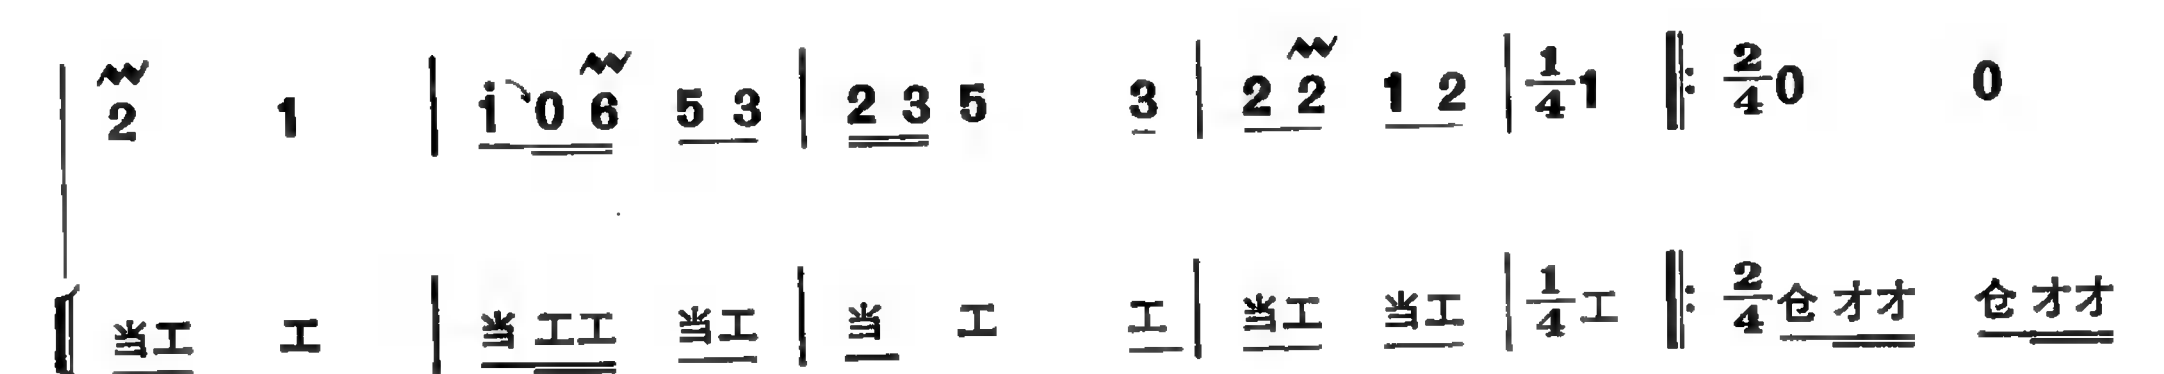 2 1 | i 0 6 5 3 | 2 3 5 3 | 2 2 1 2 | 1/4 1 ‖: 2/4 0 0
当工 工 | 当 工工 当工 | 当 工 工 | 当工 当工 | 1/4 工 ‖: 2/4 仓 才才 仓 才才